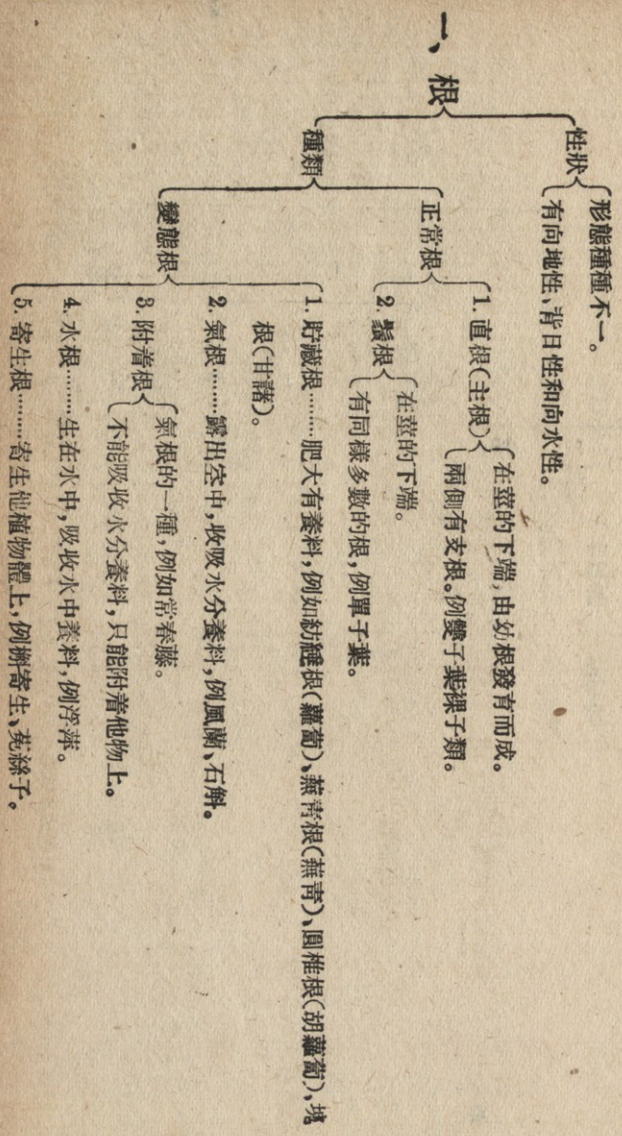 一、根
性狀
形態種種不一。
有向地性、背日性和向水性。
種類
正常根
1. 直根(主根)
在莖的下端,由幼根發育而成。
兩側有支根。例雙子葉裸子類。
2. 鬚根
在莖的下端。
有同樣多數的根,例單子葉。
變態根
1. 貯藏根………肥大有養料,例如紡錘根(蘿蔔)、蕪菁根(蕪菁)、圓椎根(胡蘿蔔)、塊
根(甘藷)。
2. 氣根………露出空中,收吸水分養料,例風蘭、石斛。
3. 附着根
氣根的一種,例如常春藤。
不能吸收水分養料,只能附着他物上。
4. 水根………生在水中,吸收水中養料,例浮萍。
5. 寄生根………寄生他植物體上,例槲寄生、菟絲子。